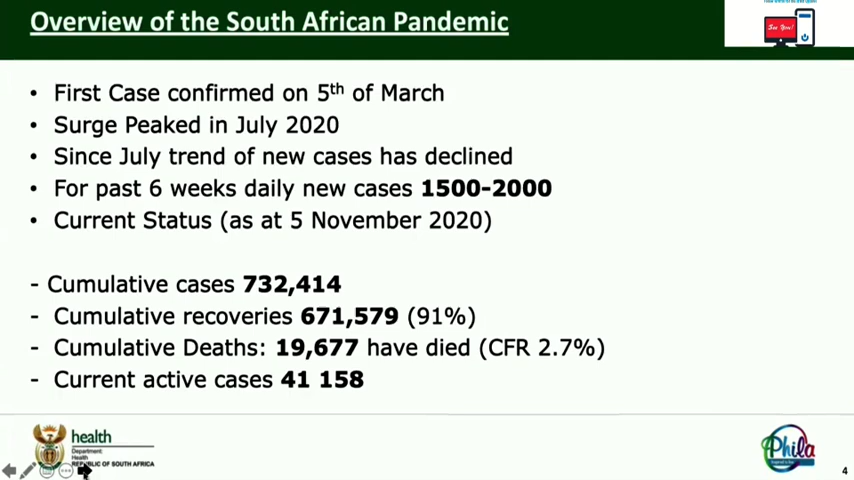 Overview of the South African Pandemic
See You!
• First Case confirmed on 5th of March
• Surge Peaked in July 2020
• Since July trend of new cases has declined
• For past 6 weeks daily new cases 1500-2000
• Current Status (as at 5 November 2020)
- Cumulative cases 732,414
- Cumulative recoveries 671,579 (91%)
- Cumulative Deaths: 19,677 have died (CFR 2.7%)
- Current active cases 41 158
health
Department:
Health
REPUBLIC OF SOUTH AFRICA
Phila
4